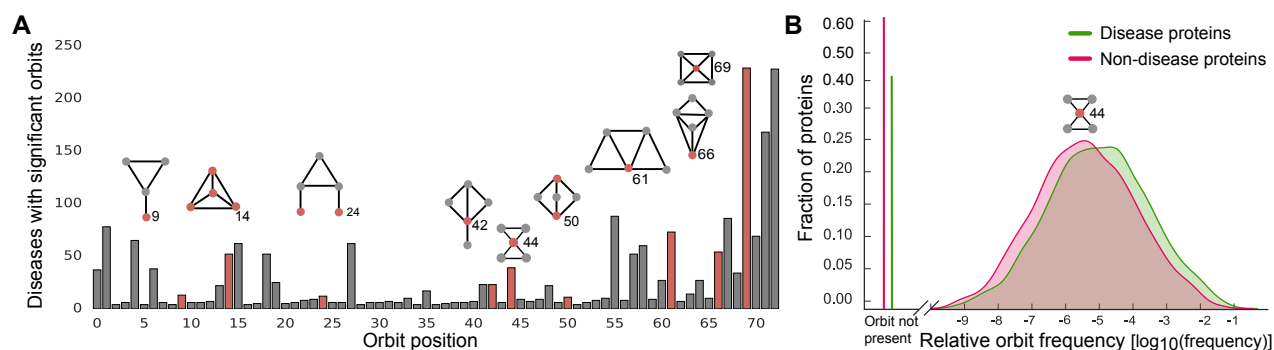 A
Diseases with significant orbits
250
200
150
100
50
0
9
14
24
42
44
50
61
66
69
0 5 10 15 20 25 30 35 40 45 50 55 60 65 70
Orbit position
B
Fraction of proteins
0.60
0.50
0.40
0.30
0.25
0.20
0.15
0.10
0.05
0.00
Disease proteins
Non-disease proteins
44
-9 -8 -7 -6 -5 -4 -3 -2 -1
Orbit not
present
Relative orbit frequency [log10(frequency)]